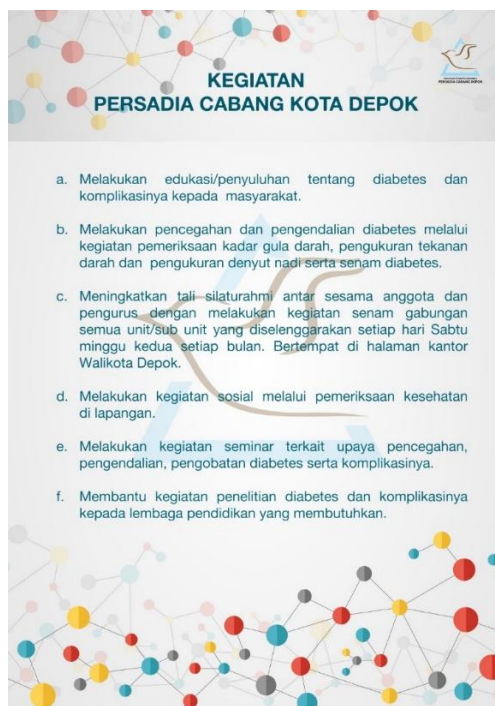 KEGIATAN
PERSADIA CABANG KOTA DEPOK
PERSADIA CABANG DEPOK
a. Melakukan edukasi/penyuluhan tentang diabetes dan
komplikasinya kepada masyarakat.
b. Melakukan pencegahan dan pengendalian diabetes melalui
kegiatan pemeriksaan kadar gula darah, pengukuran tekanan
darah dan pengukuran denyut nadi serta senam diabetes.
c. Meningkatkan tali silaturahmi antar sesama anggota dan
pengurus dengan melakukan kegiatan senam gabungan
semua unit/sub unit yang diselenggarakan setiap hari Sabtu
minggu kedua setiap bulan. Bertempat di halaman kantor
Walikota Depok.
d. Melakukan kegiatan sosial melalui pemeriksaan kesehatan
di lapangan.
e. Melakukan kegiatan seminar terkait upaya pencegahan,
pengendalian, pengobatan diabetes serta komplikasinya.
f. Membantu kegiatan penelitian diabetes dan komplikasinya
kepada lembaga pendidikan yang membutuhkan.